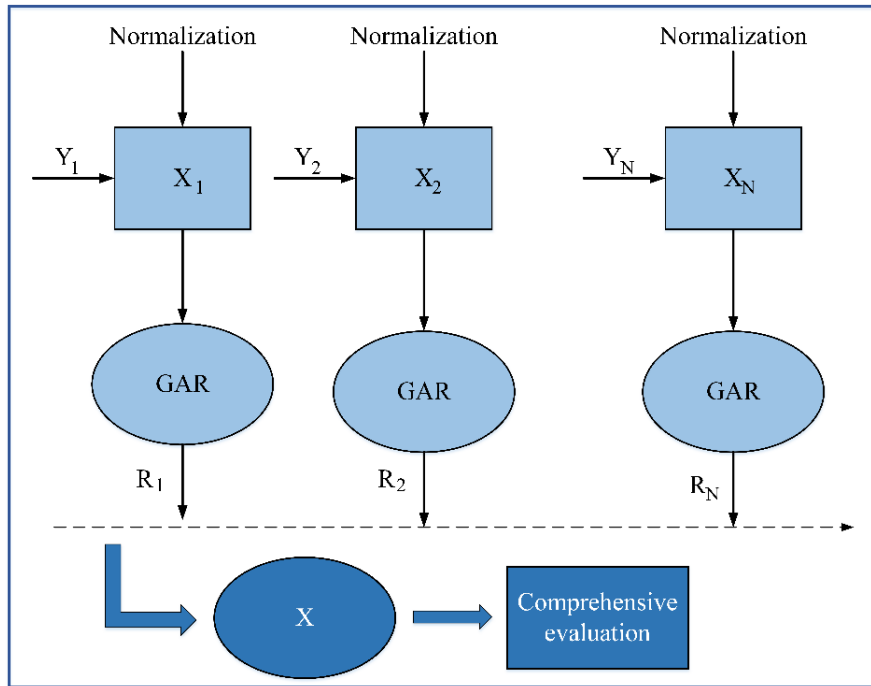 Normalization Normalization Normalization
Y1 X1 Y2 X2 YN XN
GAR GAR GAR
R1 R2 RN
X Comprehensive
evaluation